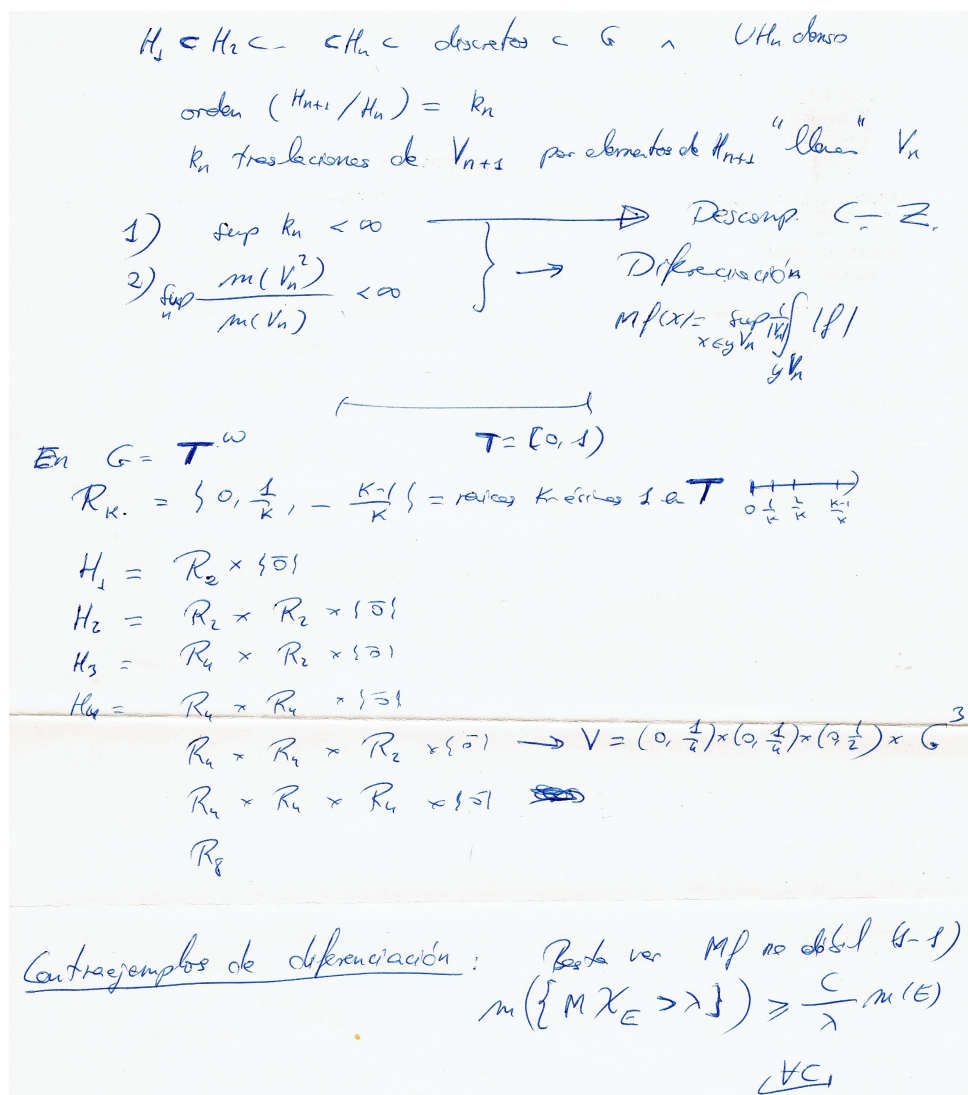 H₁ ⊂ H₂ ⊂ – ⊂ Hₙ ⊂ discretos ⊂ G ∧ ∪Hₙ denso
orden (Hₙ₊₁/Hₙ) = kₙ
kₙ traslaciones de Vₙ₊₁ por elementos de Hₙ₊₁ "llenan" Vₙ
1) sup kₙ < ∞ → Descomp. C–Z.
2) supₙ m(Vₙ²)/m(Vₙ) < ∞ } → Diferenciación
Mf(x) = sup_{x∈yVₙ} 1/|Vₙ| ∫_{yVₙ} |f|
En G = T^ω T = [0,1)
R_K. = {0, 1/K, – K-1/K} = raíces K-ésimas 1 en T 0 1/K 2/K K-1/K
H₁ = R₂ × {0̄}
H₂ = R₂ × R₂ × {0̄}
H₃ = R₄ × R₂ × {0̄}
H₄ = R₄ × R₄ × {0̄}
R₄ × R₄ × R₂ × {0̄} → V = (0, 1/4) × (0, 1/4) × (0, 1/2) × G³
R₄ × R₄ × R₄ × {0̄}
R₈
Contraejemplos de diferenciación : Basta ver Mf no débil (1-1)
m({M χ_E > λ}) ≥ C/λ m(E)
∀C